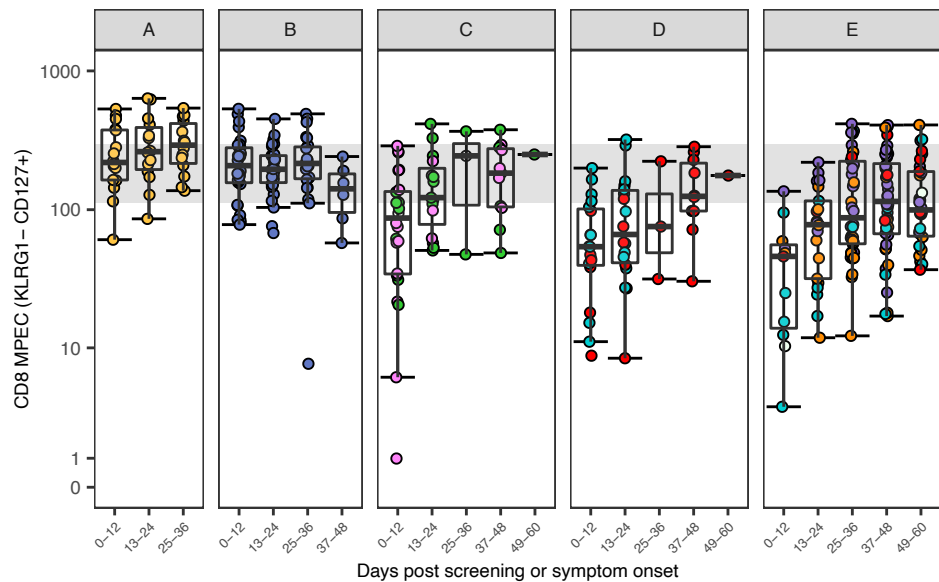 A B C D E
CD8 MPEC (KLRG1− CD127+)
1000
100
10
1
0
0−12 13−24 25−36 0−12 13−24 25−36 37−48 0−12 13−24 25−36 37−48 49−60 0−12 13−24 25−36 37−48 49−60 0−12 13−24 25−36 37−48 49−60
Days post screening or symptom onset